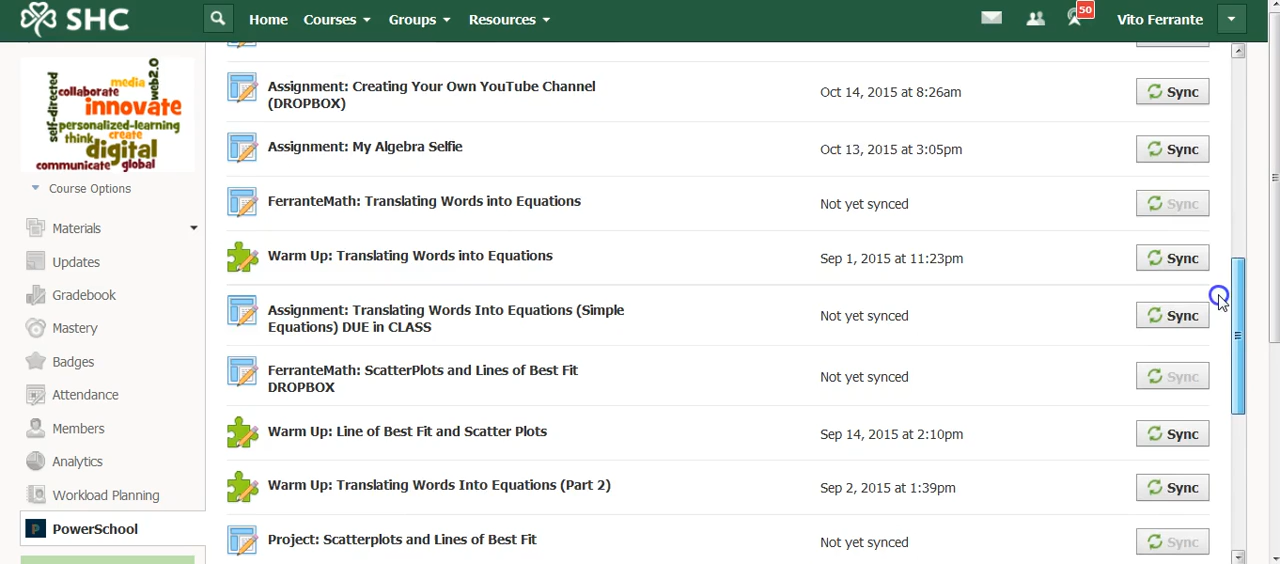 SHC
Home
Courses
Groups
Resources
50
Vito Ferrante
media
web2.0
collaborate
self-directed
innovate
personalized-learning
think
create
digital
communicate
global
Course Options
Materials
Updates
Gradebook
Mastery
Badges
Attendance
Members
Analytics
Workload Planning
P
PowerSchool
Assignment: Creating Your Own YouTube Channel
(DROPBOX)
Oct 14, 2015 at 8:26am
Sync
Assignment: My Algebra Selfie
Oct 13, 2015 at 3:05pm
Sync
FerranteMath: Translating Words into Equations
Not yet synced
Sync
Warm Up: Translating Words into Equations
Sep 1, 2015 at 11:23pm
Sync
Assignment: Translating Words Into Equations (Simple
Equations) DUE in CLASS
Not yet synced
Sync
FerranteMath: ScatterPlots and Lines of Best Fit
DROPBOX
Not yet synced
Sync
Warm Up: Line of Best Fit and Scatter Plots
Sep 14, 2015 at 2:10pm
Sync
Warm Up: Translating Words Into Equations (Part 2)
Sep 2, 2015 at 1:39pm
Sync
Project: Scatterplots and Lines of Best Fit
Not yet synced
Sync